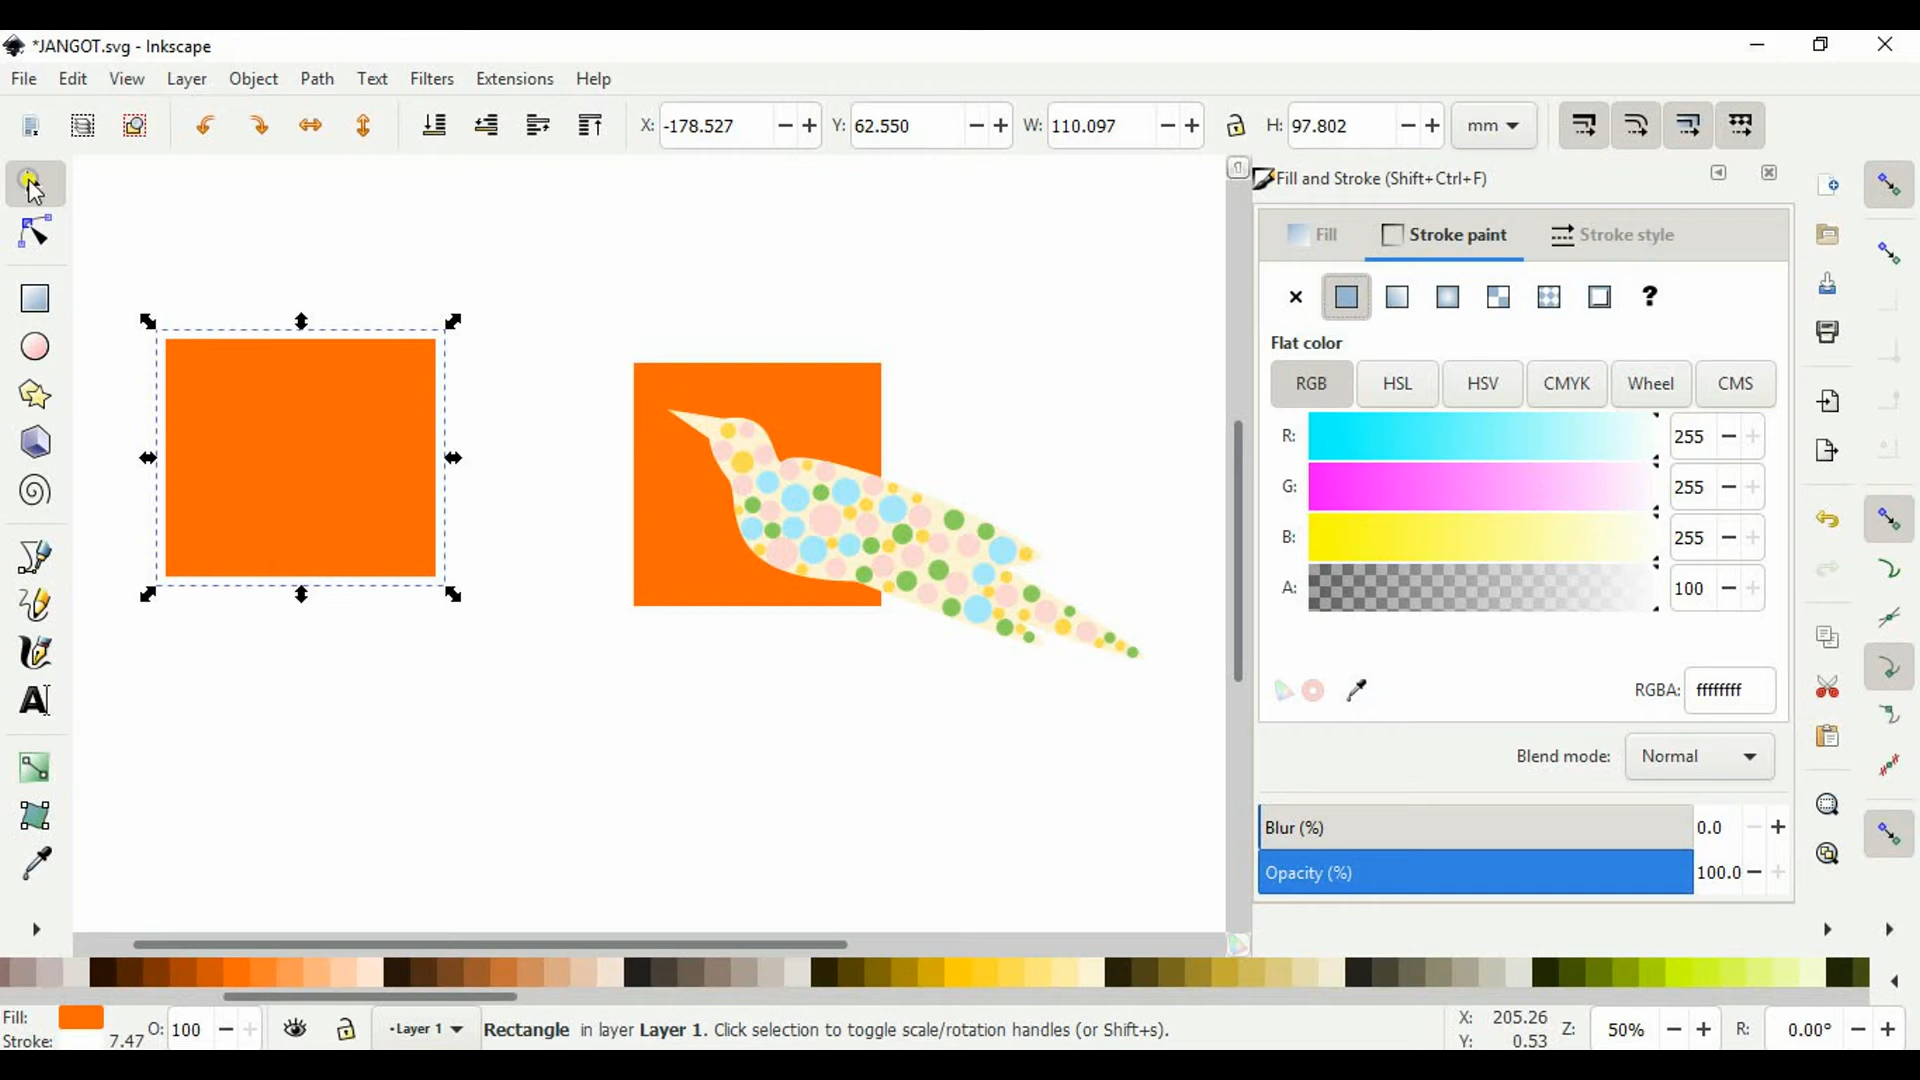 *JANGOT.svg - Inkscape
File Edit View Layer Object Path Text Filters Extensions Help
X: -178.527 Y: 62.550 W: 110.097 H: 97.802 mm
Fill and Stroke (Shift+Ctrl+F)
Fill Stroke paint Stroke style
?
Flat color
RGB HSL HSV CMYK Wheel CMS
R: 255
G: 255
B: 255
A: 100
RGBA: ffffffff
Blend mode: Normal
Blur (%) 0.0
Opacity (%) 100.0
Fill: O: 100 Layer 1 Rectangle in layer Layer 1. Click selection to toggle scale/rotation handles (or Shift+s). X: 205.26 Z: 50% R: 0.00°
Stroke: 7.47 Y: 0.53